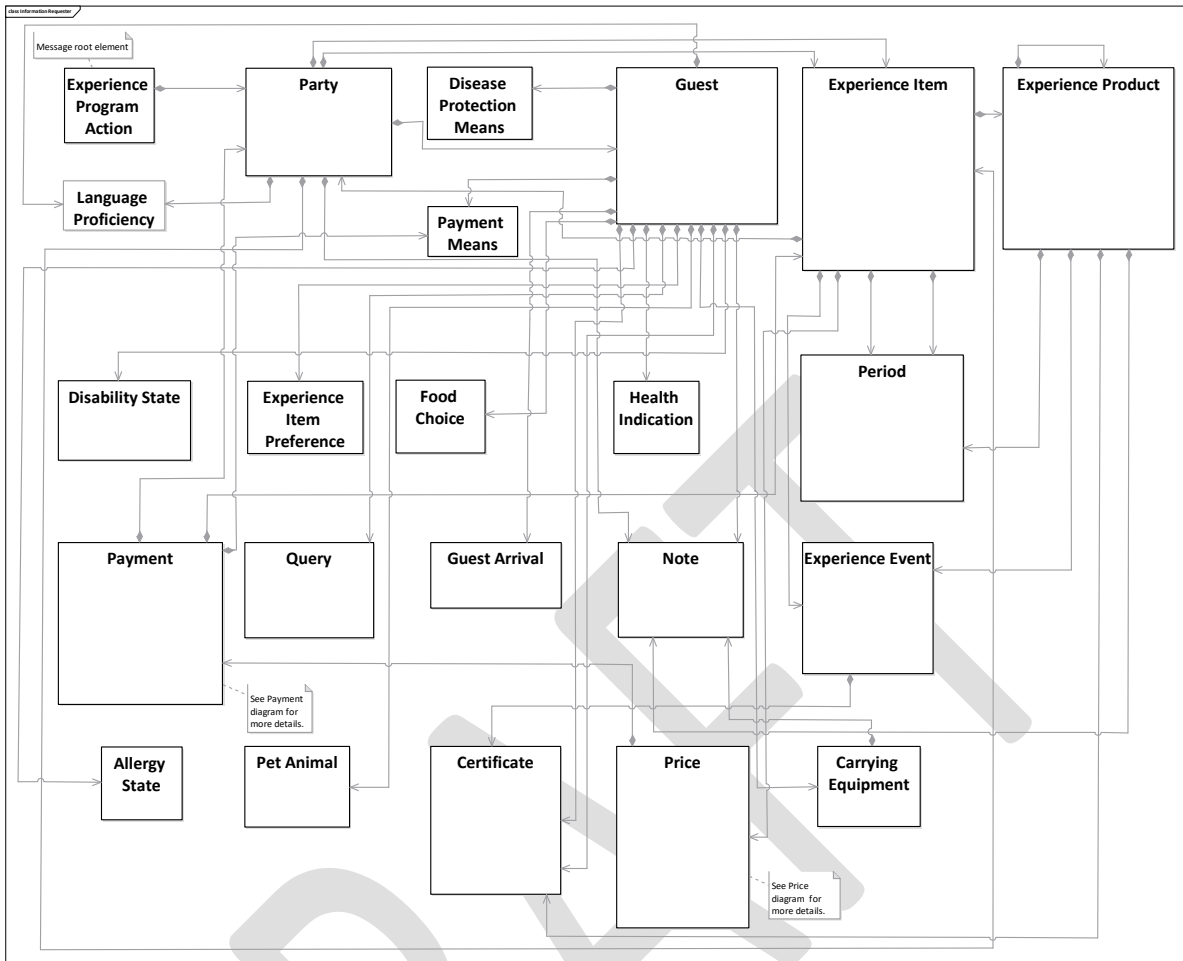 class Information Requester
Message root element
Experience
Program
Action
Party
Disease
Protection
Means
Guest
Experience Item
Experience Product
Language
Proficiency
Payment
Means
Disability State
Experience
Item
Preference
Food
Choice
Health
Indication
Period
Payment
Query
Guest Arrival
Note
Experience Event
See Payment
diagram for
more details.
Allergy
State
Pet Animal
Certificate
Price
Carrying
Equipment
See Price
diagram for
more details.
DRAFT